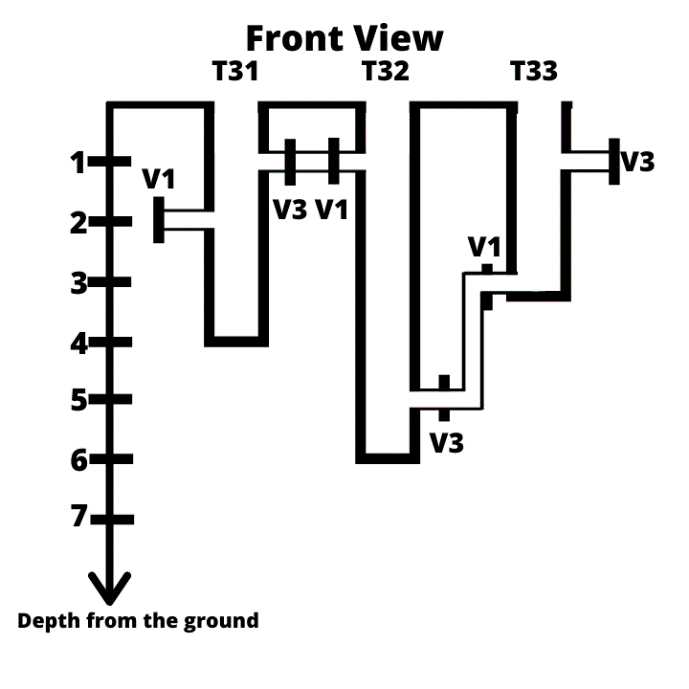 Front View
T31 T32 T33
1
V1
V3
V3 V1
2
V1
3
4
5
V3
6
7
Depth from the ground